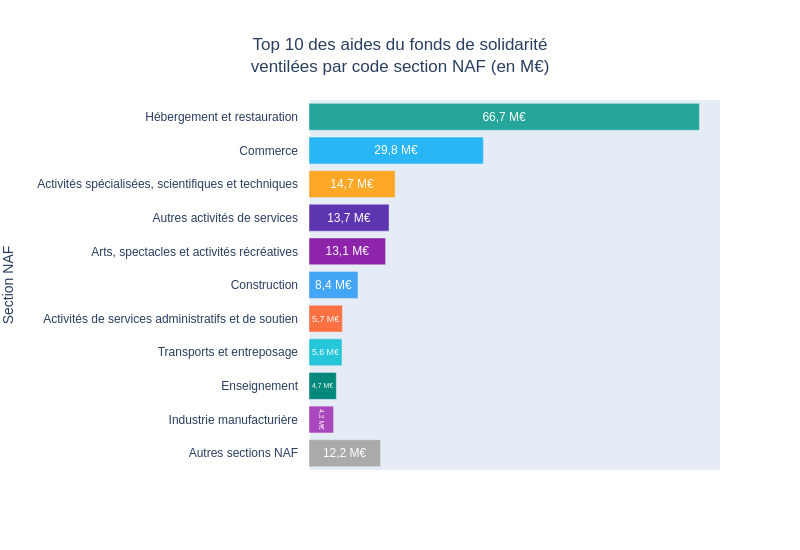 Top 10 des aides du fonds de solidarité
ventilées par code section NAF (en M€)
Section NAF
Hébergement et restauration 66,7 M€
Commerce 29,8 M€
Activités spécialisées, scientifiques et techniques 14,7 M€
Autres activités de services 13,7 M€
Arts, spectacles et activités récréatives 13,1 M€
Construction 8,4 M€
Activités de services administratifs et de soutien 5,7 M€
Transports et entreposage 5,6 M€
Enseignement 4,7 M€
Industrie manufacturière 4,2 M€
Autres sections NAF 12,2 M€